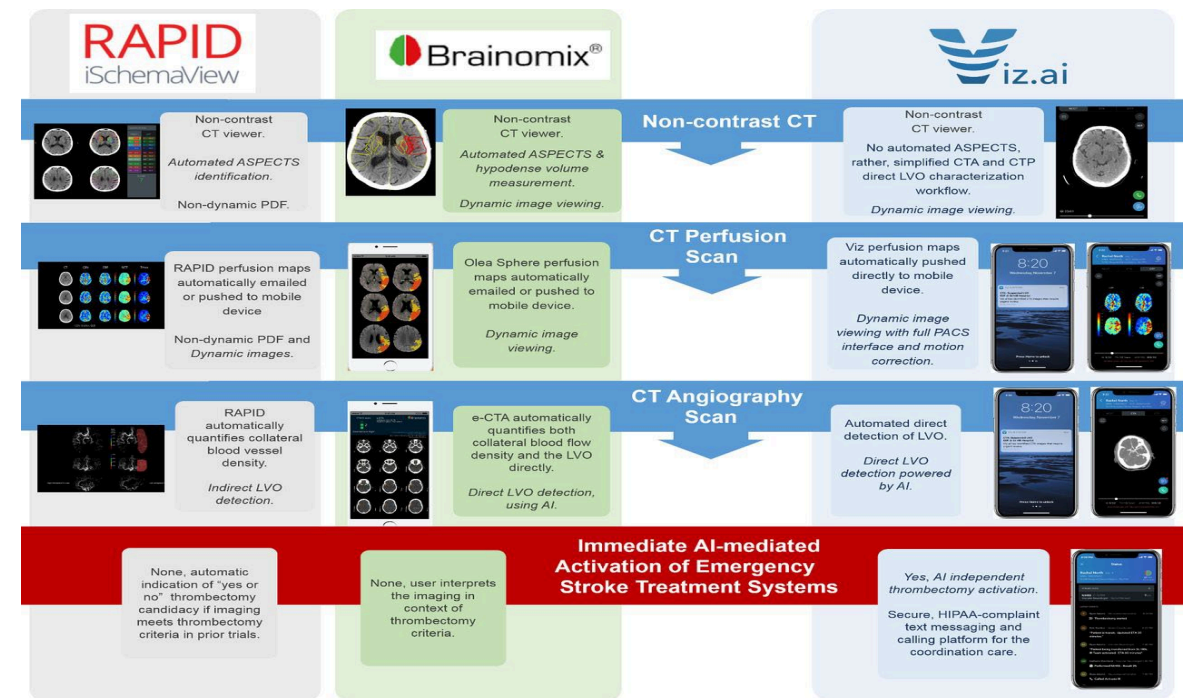 RAPID
iSchemaView
Brainomix®
Viz.ai
Non-contrast CT
Non-contrast
CT viewer.
Automated ASPECTS
identification.
Non-dynamic PDF.
Non-contrast
CT viewer.
Automated ASPECTS &
hypodense volume
measurement.
Dynamic image viewing.
Non-contrast
CT viewer.
No automated ASPECTS,
rather, simplified CTA and CTP
direct LVO characterization
workflow.
Dynamic image viewing.
CT Perfusion
Scan
RAPID perfusion maps
automatically emailed
or pushed to mobile
device
Non-dynamic PDF and
Dynamic images.
Olea Sphere perfusion
maps automatically
emailed or pushed to
mobile device.
Dynamic image
viewing.
Viz perfusion maps
automatically pushed
directly to mobile
device.
Dynamic image
viewing with full PACS
interface and motion
correction.
8:20
Wednesday, November 7
CT Angiography
Scan
RAPID
automatically
quantifies collateral
blood vessel
density.
Indirect LVO
detection.
e-CTA automatically
quantifies both
collateral blood flow
density and the LVO
directly.
Direct LVO detection,
using AI.
Automated direct
detection of LVO.
Direct LVO
detection powered
by AI.
8:20
Wednesday, November 7
Immediate AI-mediated
Activation of Emergency
Stroke Treatment Systems
None, automatic
indication of "yes or
no" thrombectomy
candidacy if imaging
meets thrombectomy
criteria in prior trials.
None, user interprets
the imaging in
context of
thrombectomy
criteria.
Yes, AI independent
thrombectomy activation.
Secure, HIPAA-complaint
text messaging and
calling platform for the
coordination care.